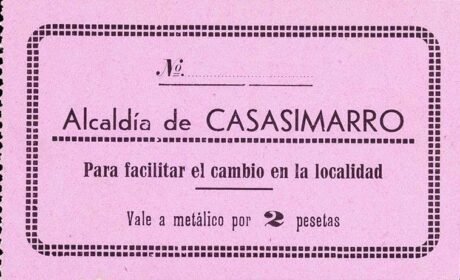 Nº
Alcaldía de CASASIMARRO
Para facilitar el cambio en la localidad
Vale a metálico por 2 pesetas